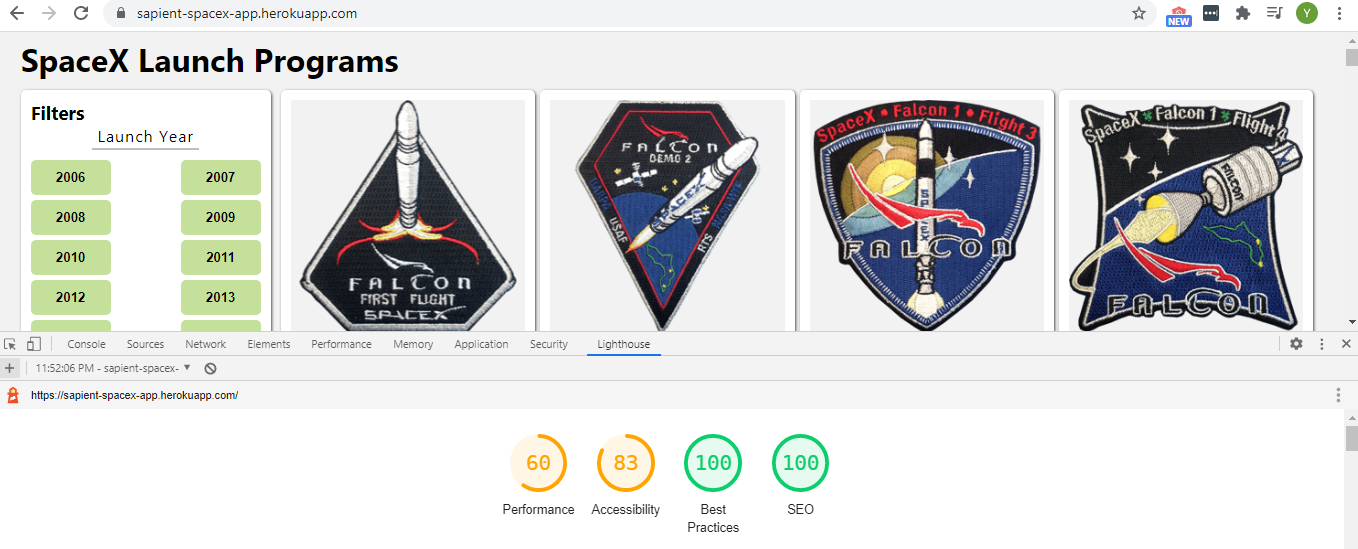 sapient-spacex-app.herokuapp.com
NEW
Y
SpaceX Launch Programs
Filters
Launch Year
2006 2007
2008 2009
2010 2011
2012 2013
FALCON
FIRST FLIGHT
SPACEX
FALCON
DEMO 2
SPACEX
USAF
RTS
SpaceX • Falcon 1 • Flight 3
SPACEX
FALCON
SpaceX Falcon 1 Flight 4
FALCON
FALCON
Console Sources Network Elements Performance Memory Application Security Lighthouse
11:52:06 PM - sapient-spacex-
https://sapient-spacex-app.herokuapp.com/
60 83 100 100
Performance Accessibility Best Practices SEO